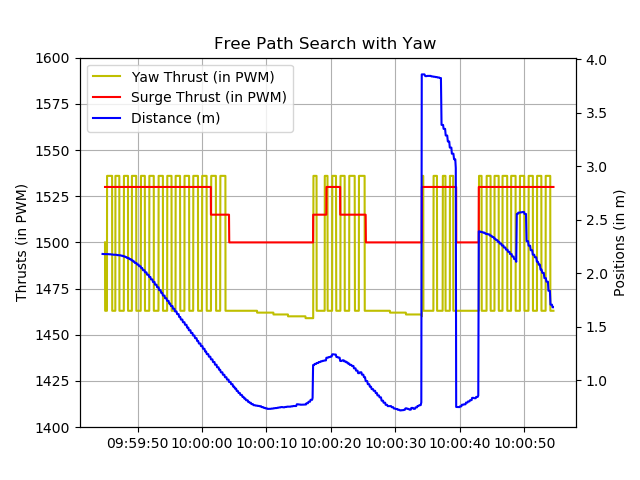 Free Path Search with Yaw
1600
1575
1550
1525
1500
1475
1450
1425
1400
Thrusts (in PWM)
Yaw Thrust (in PWM)
Surge Thrust (in PWM)
Distance (m)
4.0
3.5
3.0
2.5
2.0
1.5
1.0
Positions (in m)
09:59:50 10:00:00 10:00:10 10:00:20 10:00:30 10:00:40 10:00:50